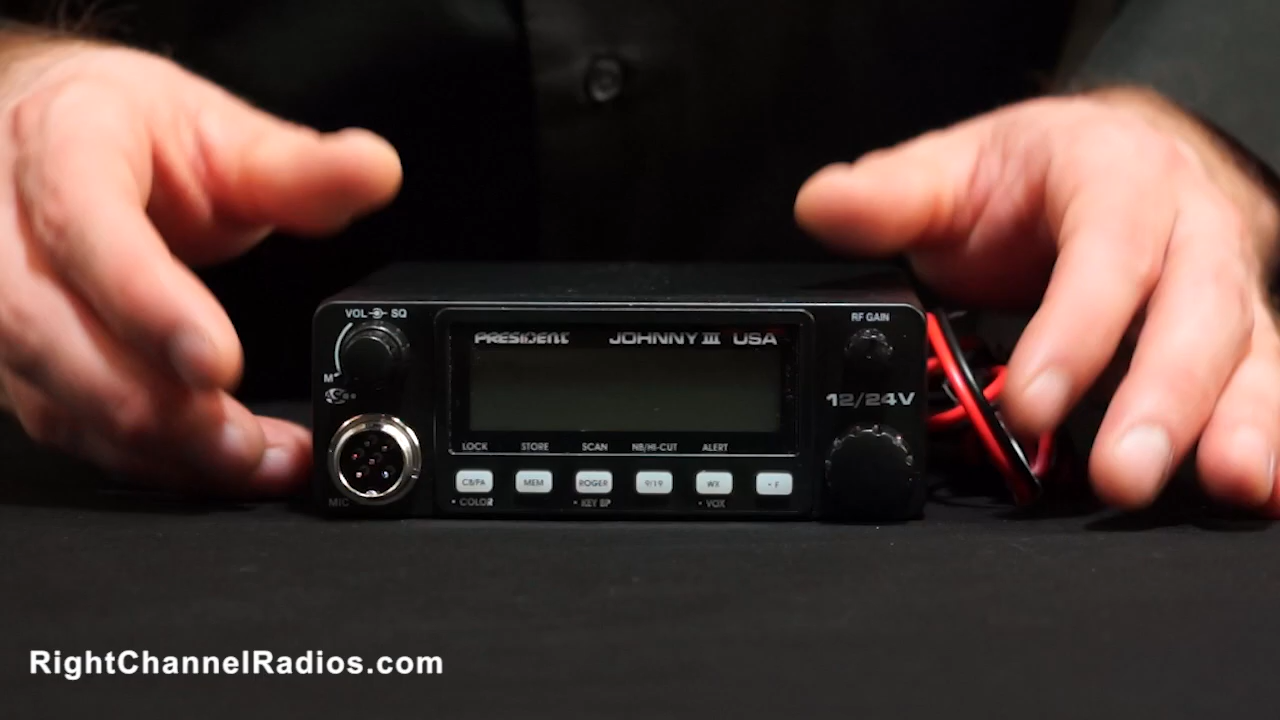 VOL SQ
RF GAIN
PRESIDENT JOHNNY III USA
M
ASC
12/24V
LOCK STORE SCAN NB/HI-CUT ALERT
CB/PA MEM ROGER 9/19 WX • F
MIC • COLOR • KEY BP • VOX
RightChannelRadios.com